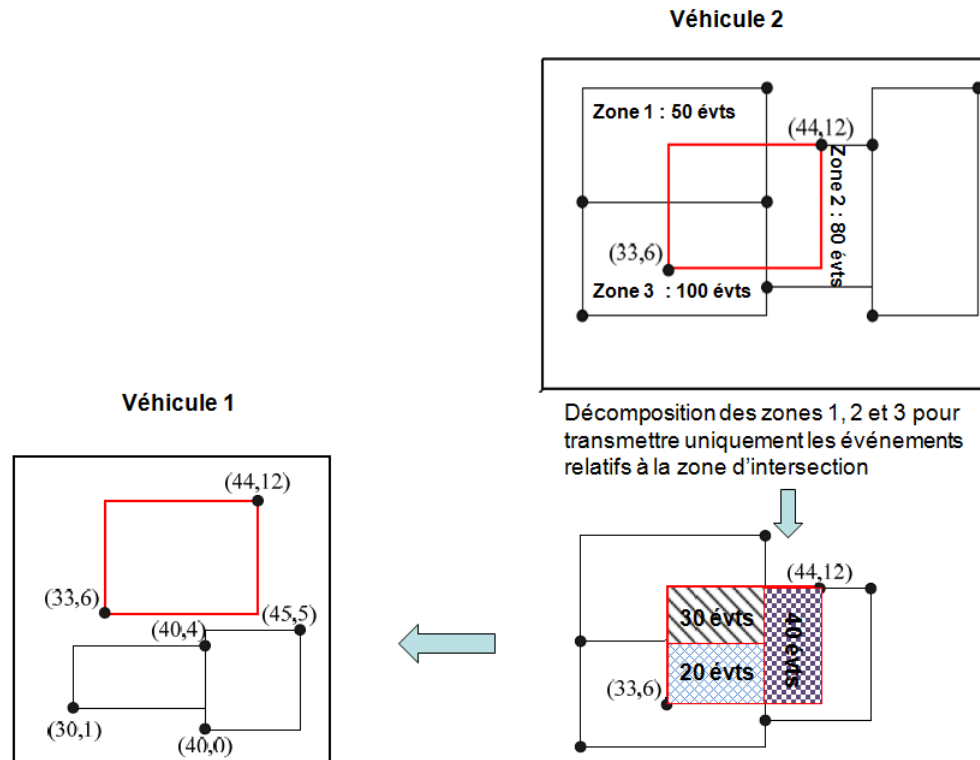 Véhicule 2
Zone 1 : 50 évts
(44,12)
Zone 2 : 80 évts
(33,6)
Zone 3 : 100 évts
Décomposition des zones 1, 2 et 3 pour
transmettre uniquement les événements
relatifs à la zone d'intersection
Véhicule 1
(44,12)
(33,6)
(45,5)
(40,4)
(30,1)
(40,0)
(44,12)
30 évts
40 évts
20 évts
(33,6)